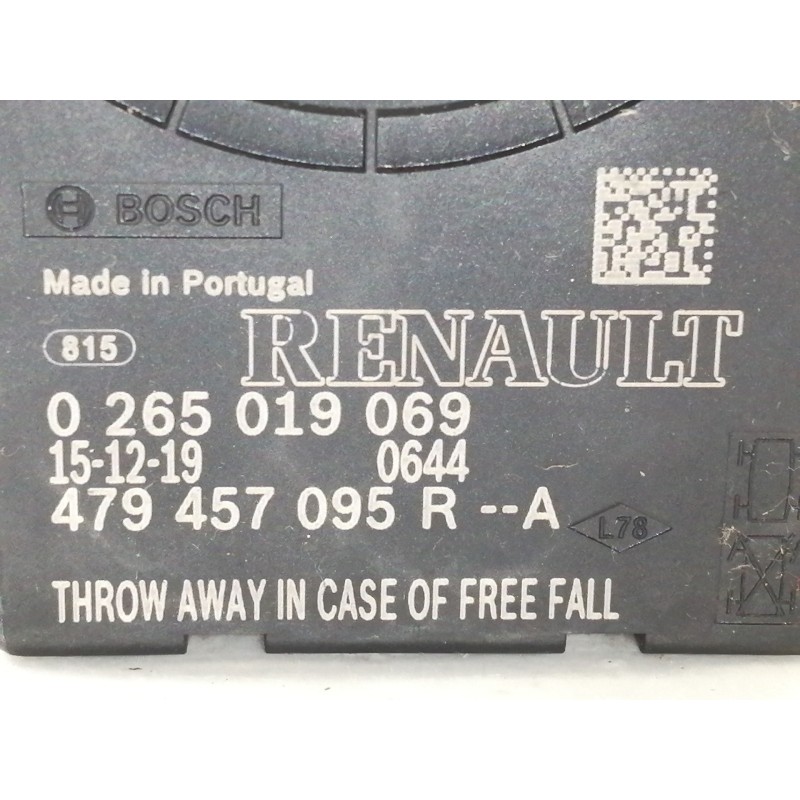 BOSCH
Made in Portugal
815
RENAULT
0 265 019 069
15-12-19 0644
479 457 095 R --A
L78
THROW AWAY IN CASE OF FREE FALL